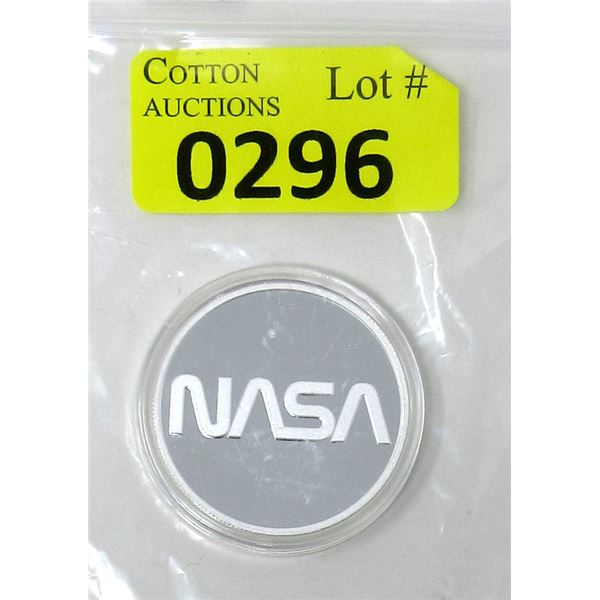 COTTON
AUCTIONS
Lot #
0296
NASA